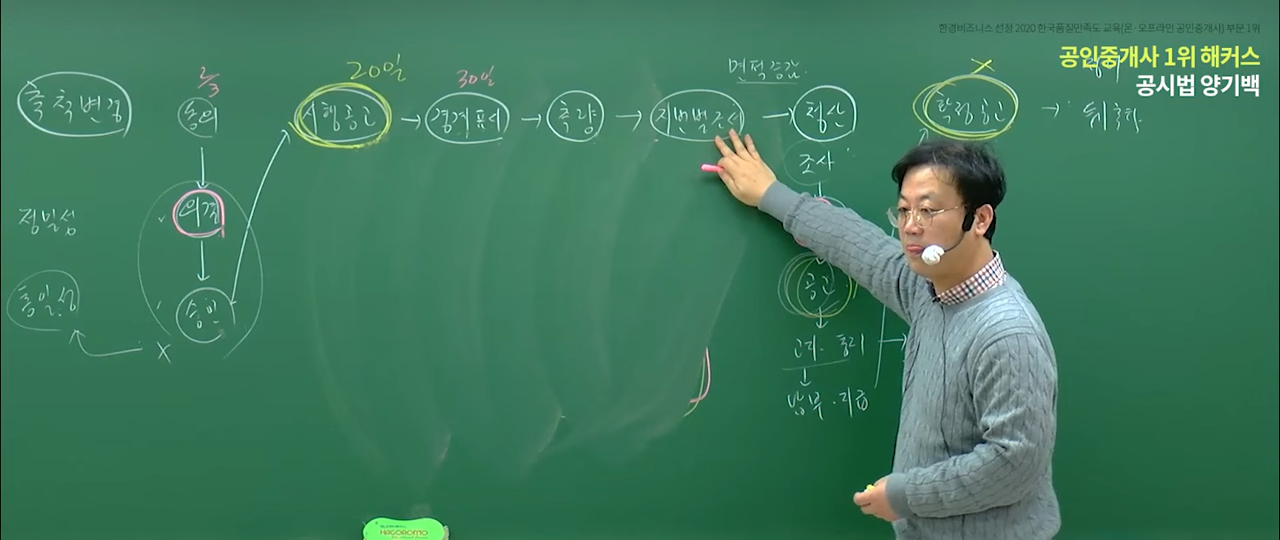 한경비즈니스 선정 2020 한국품질만족도 교육(온·오프라인 공인중개사) 부문 1위
공인중개사 1위 해커스
공시법 양기백
축척변경
2/3
동의
의결
승인
X
정밀성
통일성
20일
시행공고
30일
경계표시
측량
지번별조서
면적증감
청산
조사
공고
고지·통지
납부·지급
X
확정공고
HAGOROMO